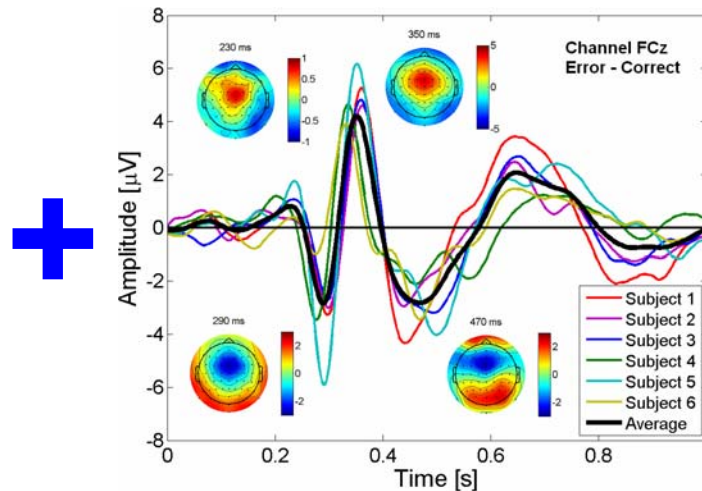 8
6
4
2
0
-2
-4
-6
-8
Amplitude [µV]
230 ms
1
0.5
0
-0.5
-1
350 ms
5
0
-5
Channel FCz
Error - Correct
290 ms
2
0
-2
470 ms
2
0
-2
Subject 1
Subject 2
Subject 3
Subject 4
Subject 5
Subject 6
Average
0
0.2
0.4
0.6
0.8
Time [s]